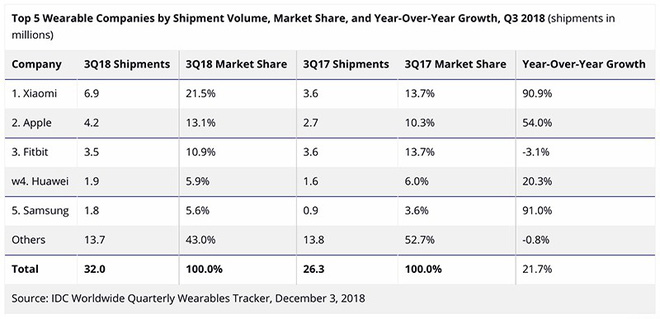 Top 5 Wearable Companies by Shipment Volume, Market Share, and Year-Over-Year Growth, Q3 2018 (shipments in
millions)
Company 3Q18 Shipments 3Q18 Market Share 3Q17 Shipments 3Q17 Market Share Year-Over-Year Growth
1. Xiaomi 6.9 21.5% 3.6 13.7% 90.9%
2. Apple 4.2 13.1% 2.7 10.3% 54.0%
3. Fitbit 3.5 10.9% 3.6 13.7% -3.1%
w4. Huawei 1.9 5.9% 1.6 6.0% 20.3%
5. Samsung 1.8 5.6% 0.9 3.6% 91.0%
Others 13.7 43.0% 13.8 52.7% -0.8%
Total 32.0 100.0% 26.3 100.0% 21.7%
Source: IDC Worldwide Quarterly Wearables Tracker, December 3, 2018